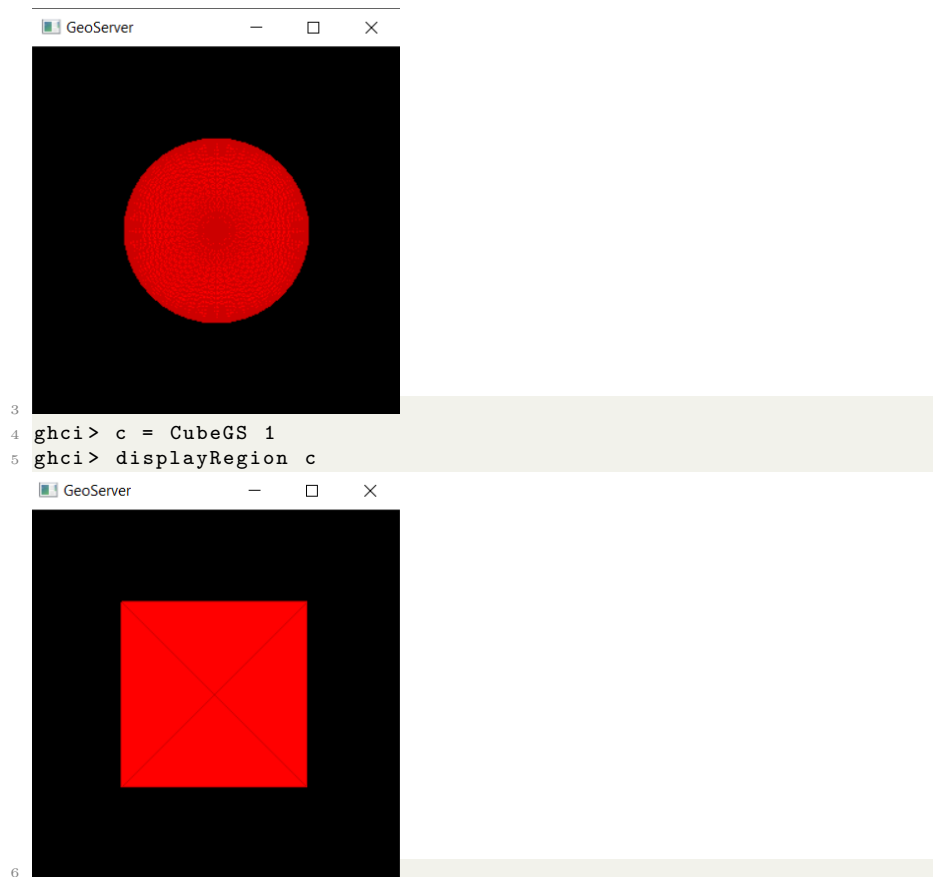 GeoServer
3
4 ghci> c = CubeGS 1
5 ghci> displayRegion c
GeoServer
6